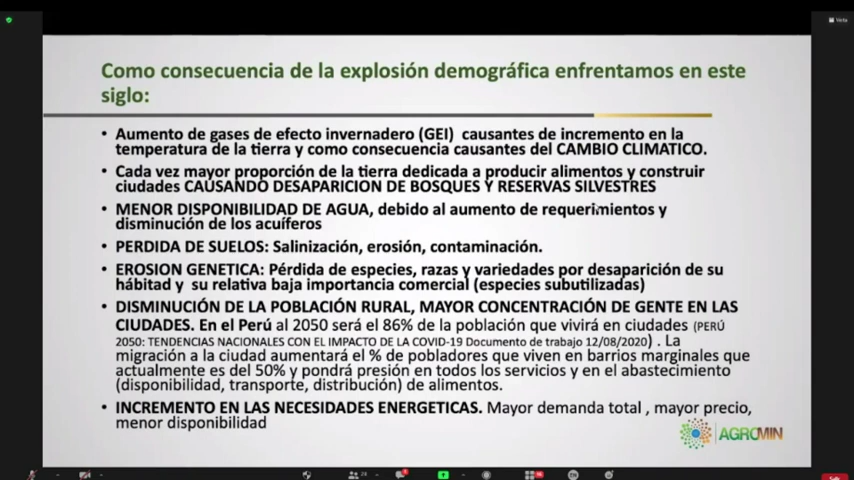 Como consecuencia de la explosión demográfica enfrentamos en este
siglo:
• Aumento de gases de efecto invernadero (GEI) causantes de incremento en la
temperatura de la tierra y como consecuencia causantes del CAMBIO CLIMATICO.
• Cada vez mayor proporción de la tierra dedicada a producir alimentos y construir
ciudades CAUSANDO DESAPARICION DE BOSQUES Y RESERVAS SILVESTRES
• MENOR DISPONIBILIDAD DE AGUA, debido al aumento de requerimientos y
disminución de los acuíferos
• PERDIDA DE SUELOS: Salinización, erosión, contaminación.
• EROSION GENETICA: Pérdida de especies, razas y variedades por desaparición de su
hábitad y su relativa baja importancia comercial (especies subutilizadas)
• DISMINUCIÓN DE LA POBLACIÓN RURAL, MAYOR CONCENTRACIÓN DE GENTE EN LAS
CIUDADES. En el Perú al 2050 será el 86% de la población que vivirá en ciudades (PERÚ
2050: TENDENCIAS NACIONALES CON EL IMPACTO DE LA COVID-19 Documento de trabajo 12/08/2020) . La
migración a la ciudad aumentará el % de pobladores que viven en barrios marginales que
actualmente es del 50% y pondrá presión en todos los servicios y en el abastecimiento
(disponibilidad, transporte, distribución) de alimentos.
• INCREMENTO EN LAS NECESIDADES ENERGETICAS. Mayor demanda total , mayor precio,
menor disponibilidad
AGROMIN